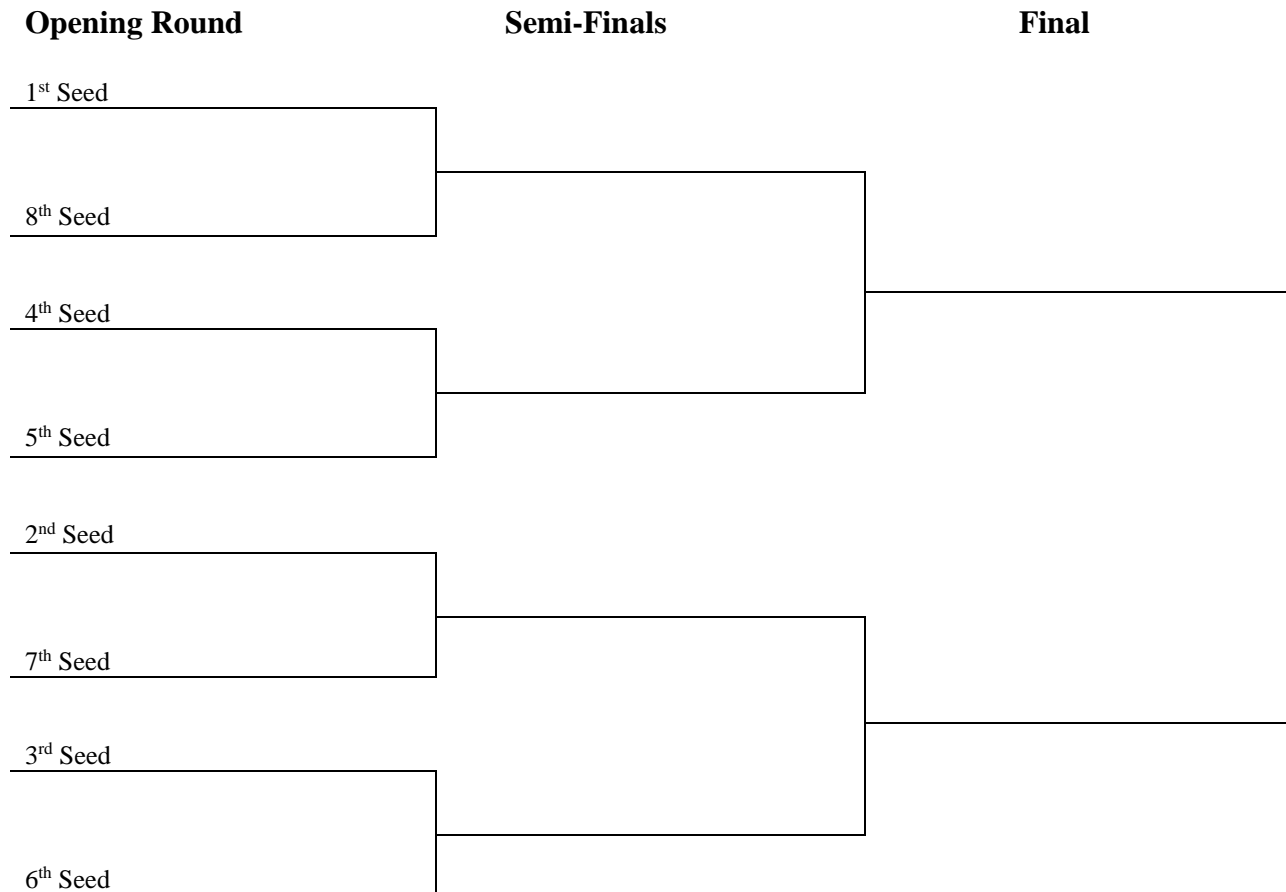 Opening Round Semi-Finals Final
1st Seed
8th Seed
4th Seed
5th Seed
2nd Seed
7th Seed
3rd Seed
6th Seed